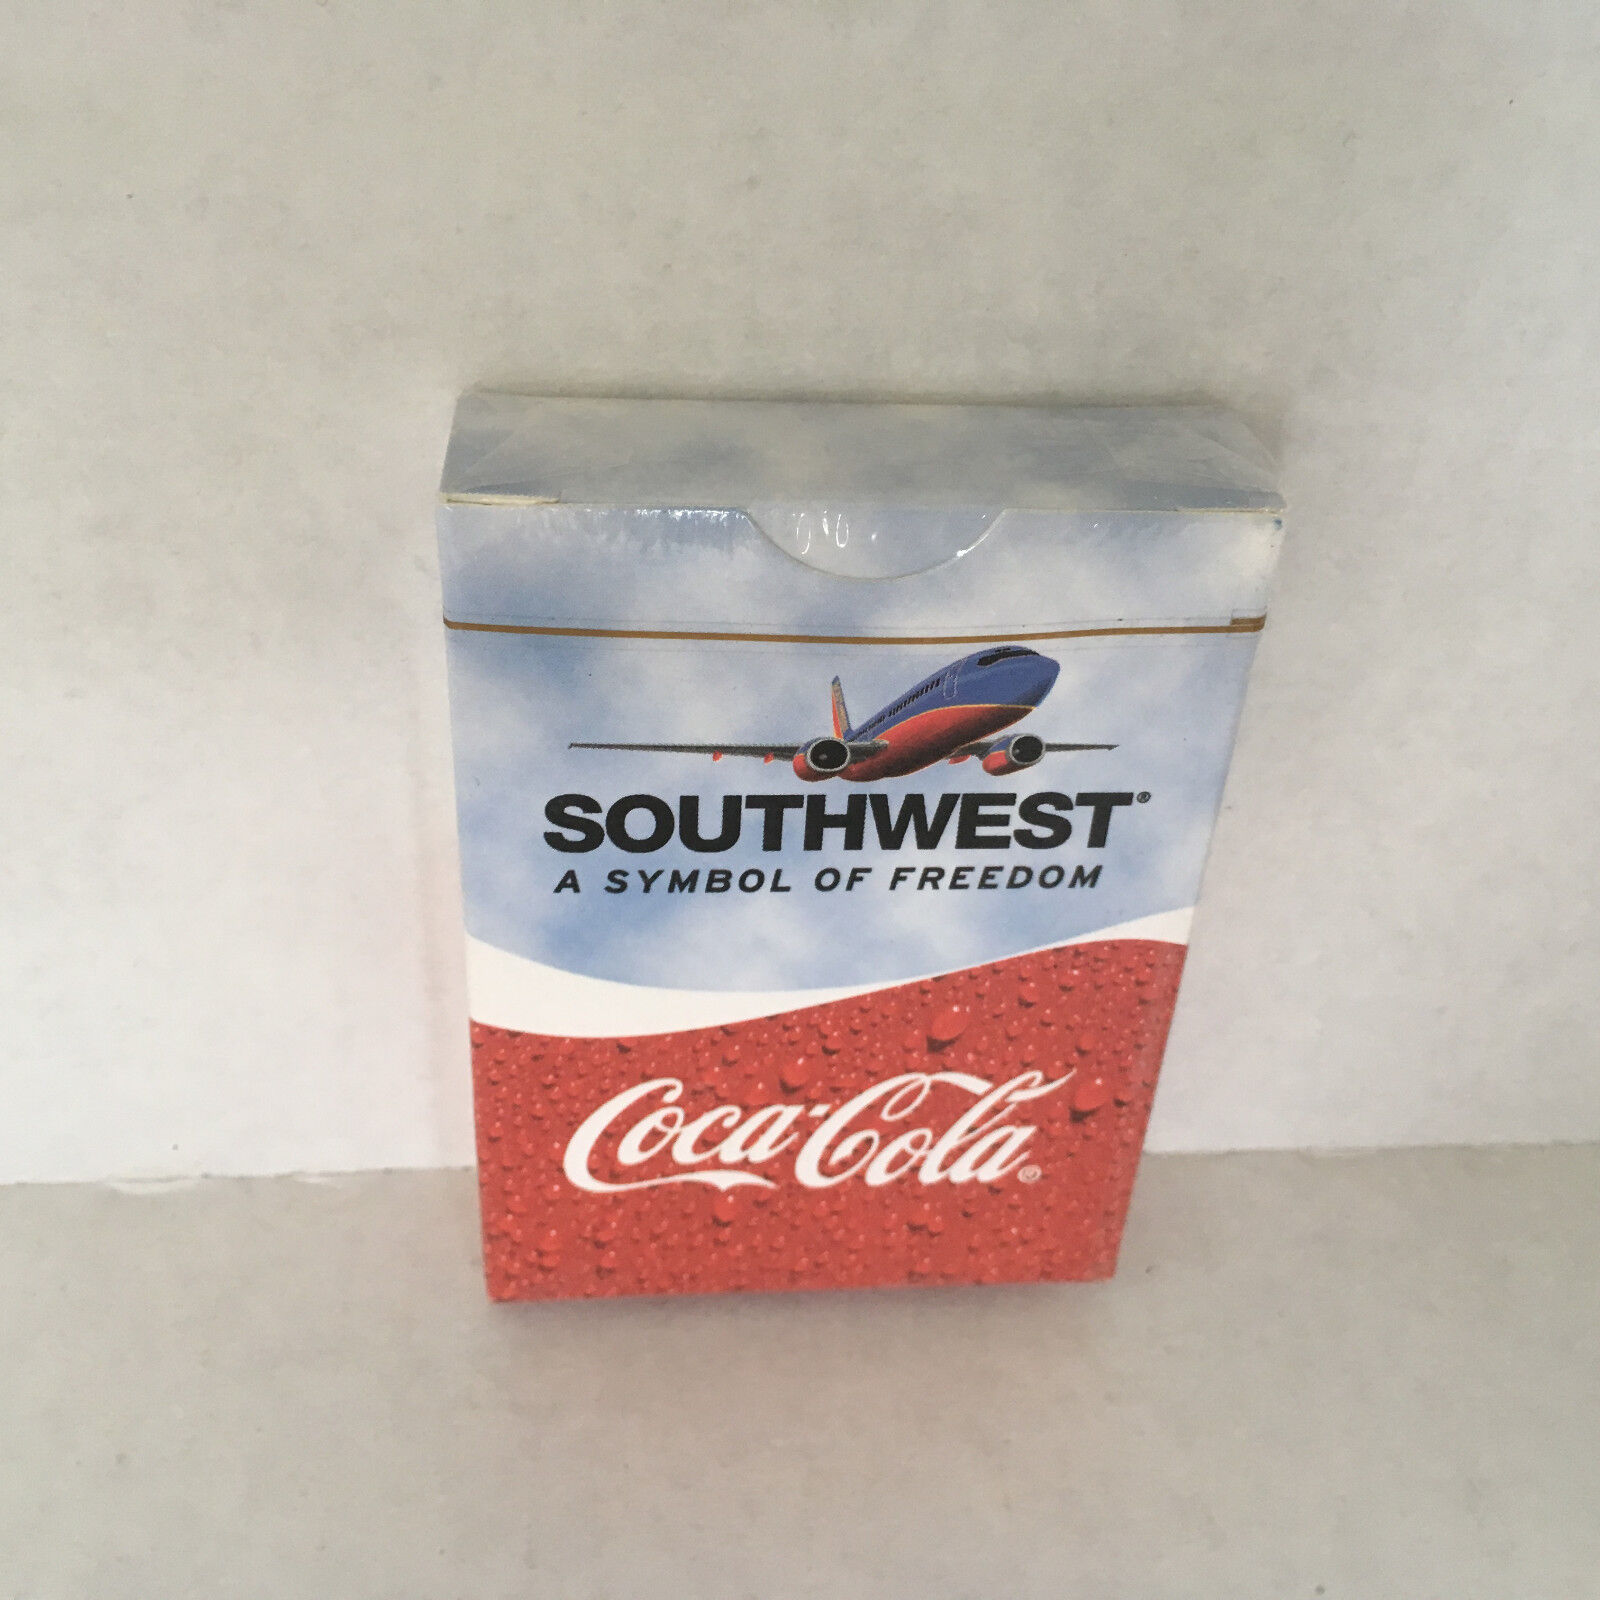 SOUTHWEST®
A SYMBOL OF FREEDOM
Coca-Cola®